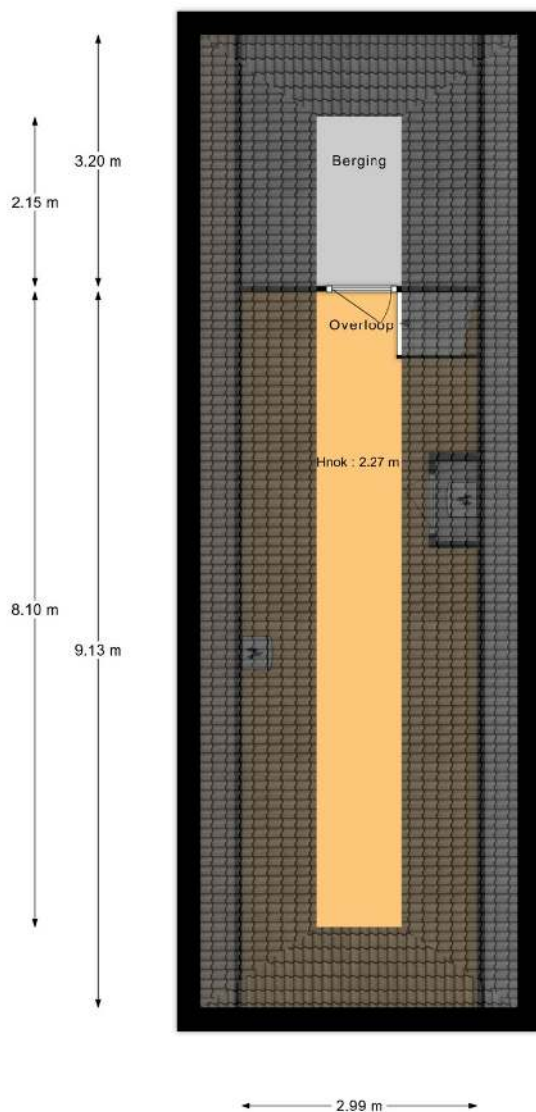 3.20 m
Berging
2.15 m
Overloop
Hnok : 2.27 m
8.10 m
9.13 m
2.99 m